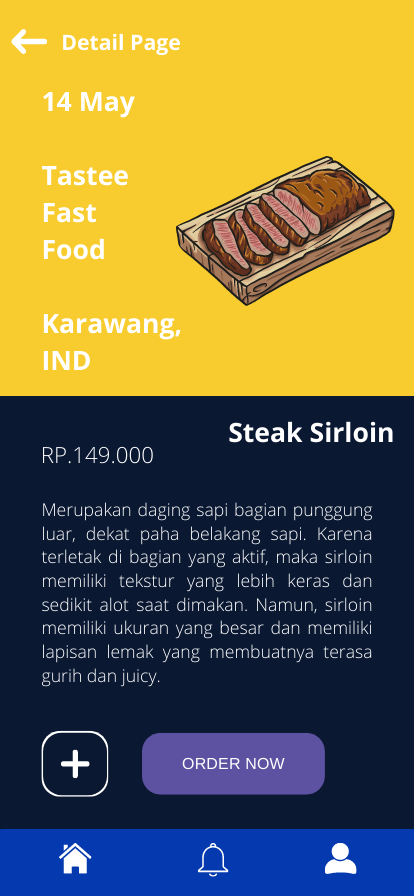 Detail Page
14 May
Tastee
Fast
Food
Karawang,
IND
Steak Sirloin
RP.149.000
Merupakan daging sapi bagian punggung
luar, dekat paha belakang sapi. Karena
terletak di bagian yang aktif, maka sirloin
memiliki tekstur yang lebih keras dan
sedikit alot saat dimakan. Namun, sirloin
memiliki ukuran yang besar dan memiliki
lapisan lemak yang membuatnya terasa
gurih dan juicy.
ORDER NOW